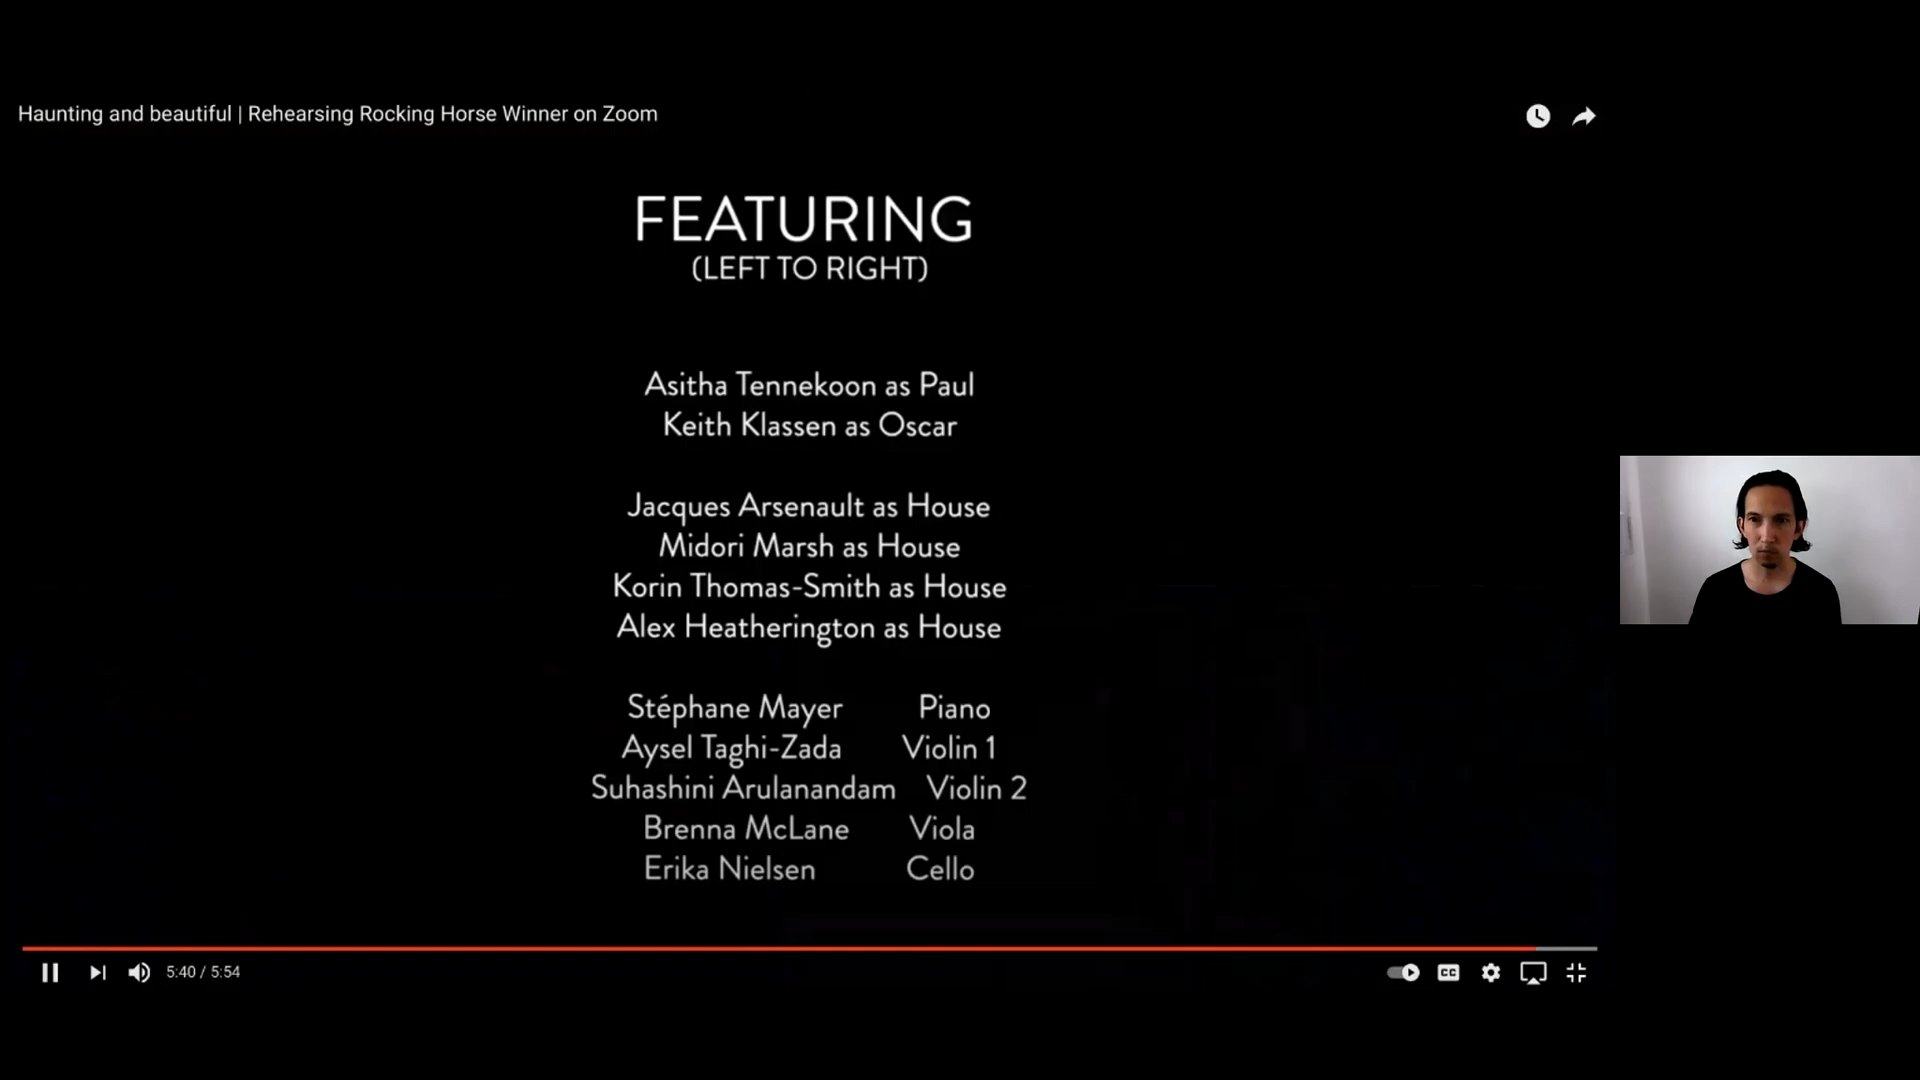 Haunting and beautiful | Rehearsing Rocking Horse Winner on Zoom
FEATURING
(LEFT TO RIGHT)
Asitha Tennekoon as Paul
Keith Klassen as Oscar
Jacques Arsenault as House
Midori Marsh as House
Korin Thomas-Smith as House
Alex Heatherington as House
Stéphane Mayer Piano
Aysel Taghi-Zada Violin 1
Suhashini Arulanandam Violin 2
Brenna McLane Viola
Erika Nielsen Cello
5:40 / 5:54
CC